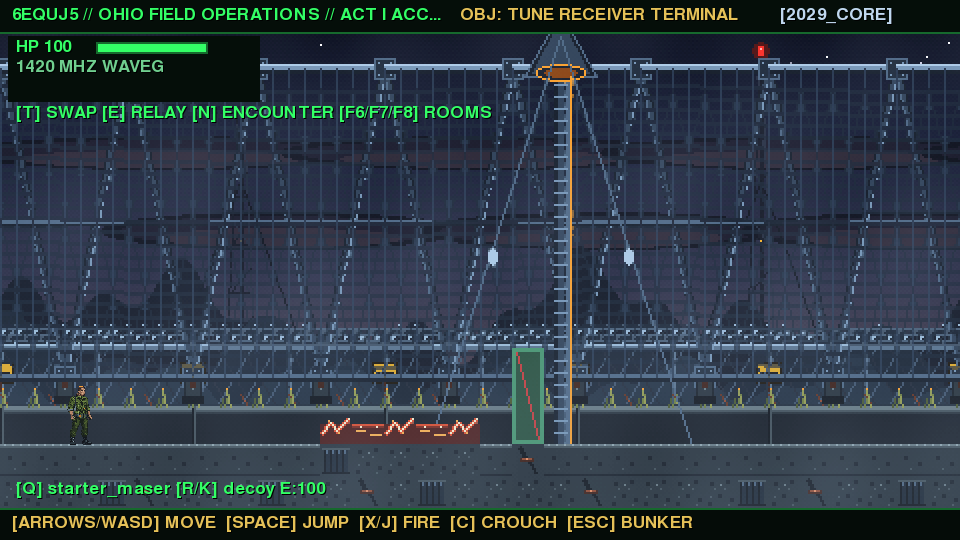 6EQUJ5 // OHIO FIELD OPERATIONS // ACT I ACC... OBJ: TUNE RECEIVER TERMINAL [2029_CORE]
HP 100
1420 MHZ WAVEG
[T] SWAP [E] RELAY [N] ENCOUNTER [F6/F7/F8] ROOMS
[Q] starter_maser [R/K] decoy E:100
[ARROWS/WASD] MOVE [SPACE] JUMP [X/J] FIRE [C] CROUCH [ESC] BUNKER